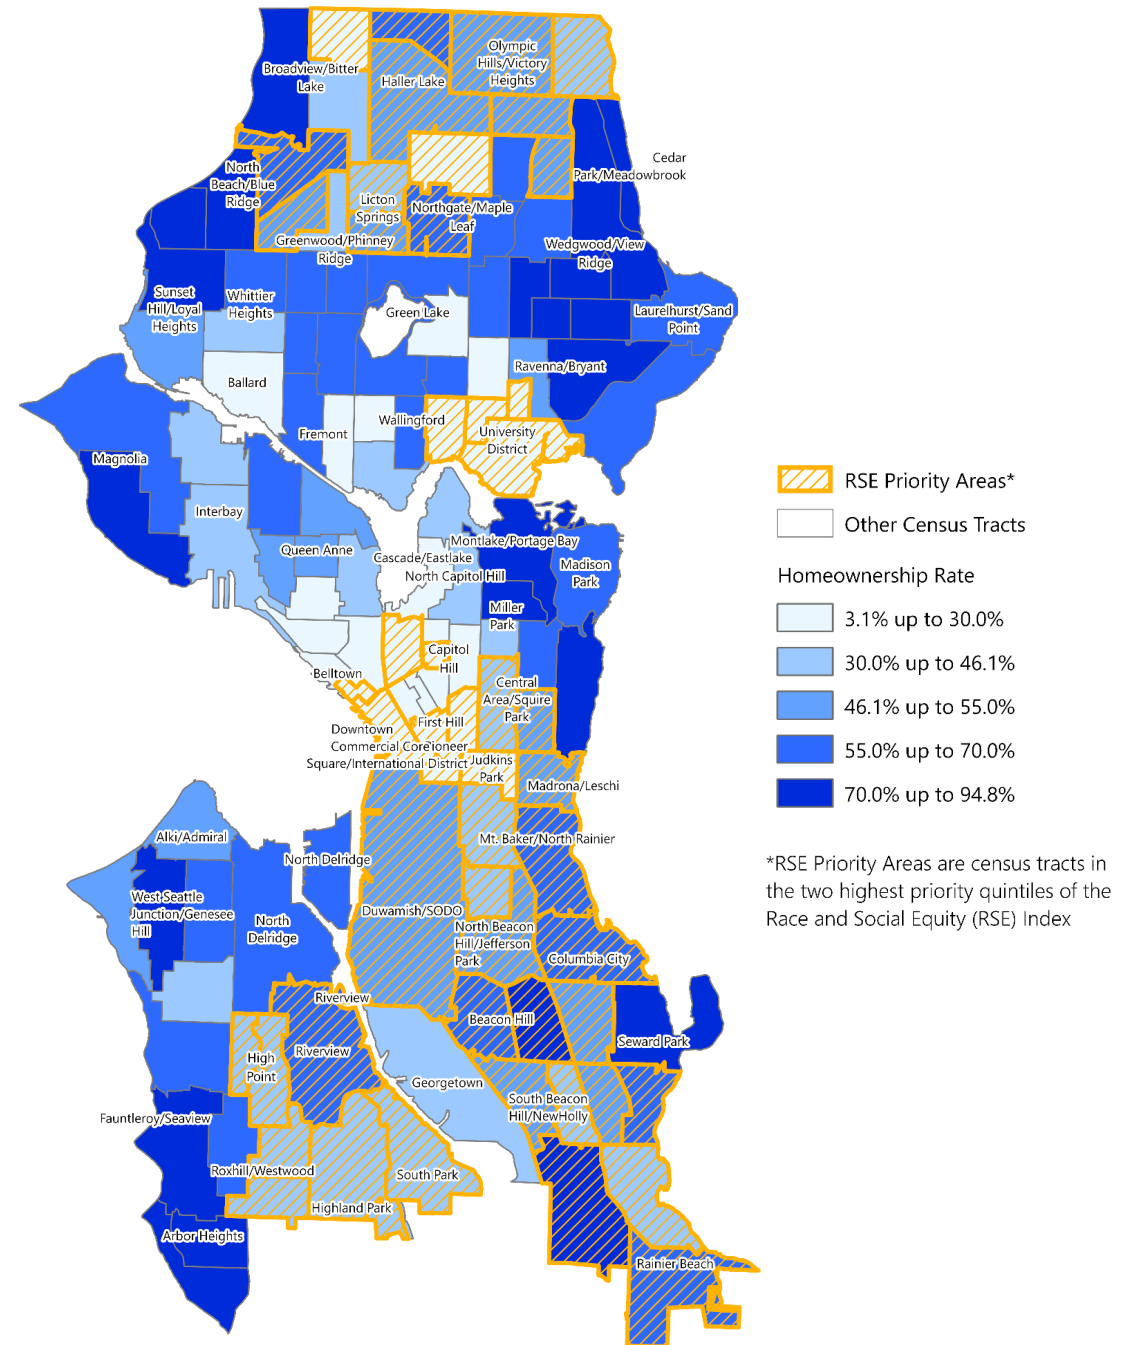 Olympic
Hills/Victory
Heights
Broadview/Bitter
Lake
Haller Lake
Cedar
Park/Meadowbrook
North
Beach/Blue
Ridge
Licton
Springs
Northgate/Maple
Leaf
Greenwood/Phinney
Ridge
Wedgwood/View
Ridge
Sunset
Hill/Loyal
Heights
Whittier
Heights
Green Lake
Laurelhurst/Sand
Point
Ravenna/Bryant
Ballard
Fremont
Wallingford
University
District
Magnolia
Interbay
Queen Anne
Cascade/Eastlake
Montlake/Portage Bay
North Capitol Hill
Madison
Park
Miller
Park
Capitol
Hill
Belltown
Central
Area/Squire
Park
First Hill
Downtown
Commercial Core
Pioneer
Square/International District
Judkins
Park
Madrona/Leschi
Alki/Admiral
North Delridge
Mt. Baker/North Rainier
West Seattle
Junction/Genesee
Hill
North
Delridge
Duwamish/SODO
North Beacon
Hill/Jefferson
Park
Columbia City
Riverview
Beacon Hill
Seward Park
Riverview
High
Point
Georgetown
South Beacon
Hill/NewHolly
Fauntleroy/Seaview
Roxhill/Westwood
South Park
Highland Park
Arbor Heights
Rainier Beach
RSE Priority Areas*
Other Census Tracts
Homeownership Rate
3.1% up to 30.0%
30.0% up to 46.1%
46.1% up to 55.0%
55.0% up to 70.0%
70.0% up to 94.8%
*RSE Priority Areas are census tracts in
the two highest priority quintiles of the
Race and Social Equity (RSE) Index